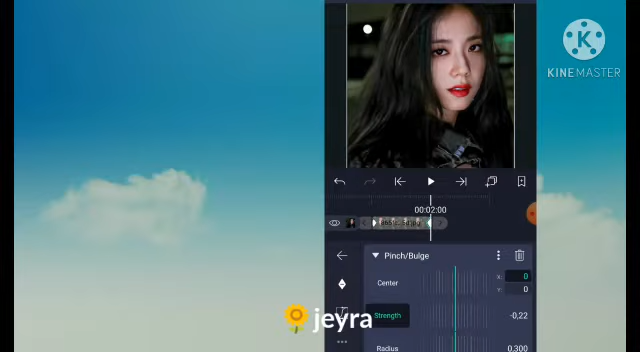 KINEMASTER
00:02:00
Pinch/Bulge
Center
X: 0
Y: 0
Strength
-0,22
jeyra
Radius
0,300